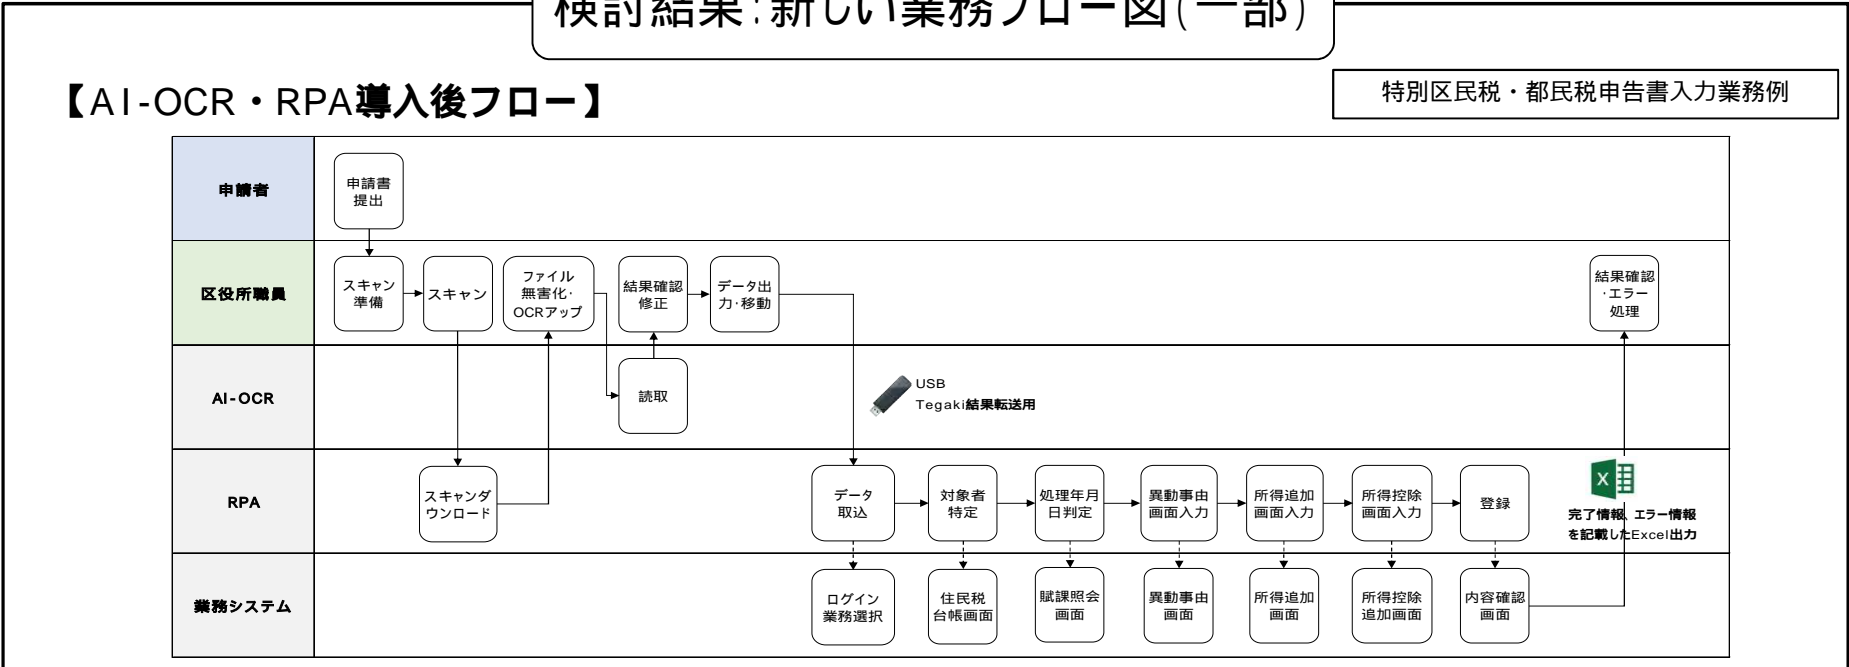 検討結果:新しい業務フロー図(一部)
【AI-OCR・RPA導入後フロー】
特別区民税・都民税申告書入力業務例
申請者
申請書
提出
区役所職員
スキャン
準備
スキャン
ファイル
無害化・
OCRアップ
結果確認
修正
データ出
力・移動
結果確認
・エラー
処理
AI-OCR
読取
USB
Tegaki結果転送用
RPA
スキャンダ
ウンロード
データ
取込
対象者
特定
処理年月
日判定
異動事由
画面入力
所得追加
画面入力
所得控除
画面入力
登録
完了情報、エラー情報
を記載したExcel出力
業務システム
ログイン
業務選択
住民税
台帳画面
賦課照会
画面
異動事由
画面
所得追加
画面
所得控除
追加画面
内容確認
画面